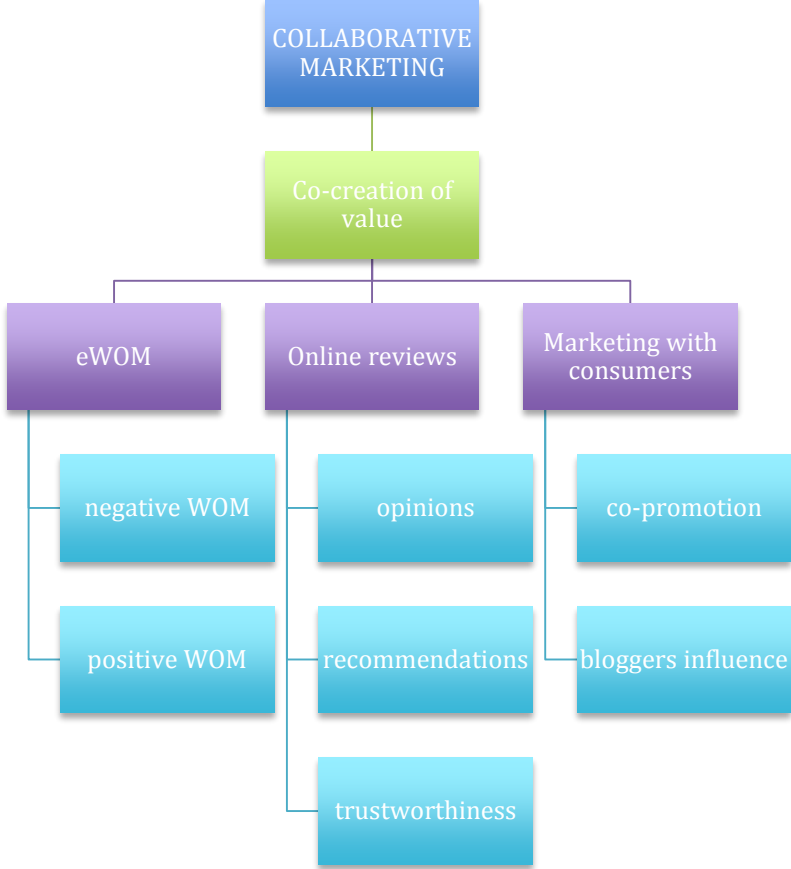 COLLABORATIVE
MARKETING
Co-creation of
value
eWOM
Online reviews
Marketing with
consumers
negative WOM
opinions
co-promotion
positive WOM
recommendations
bloggers influence
trustworthiness